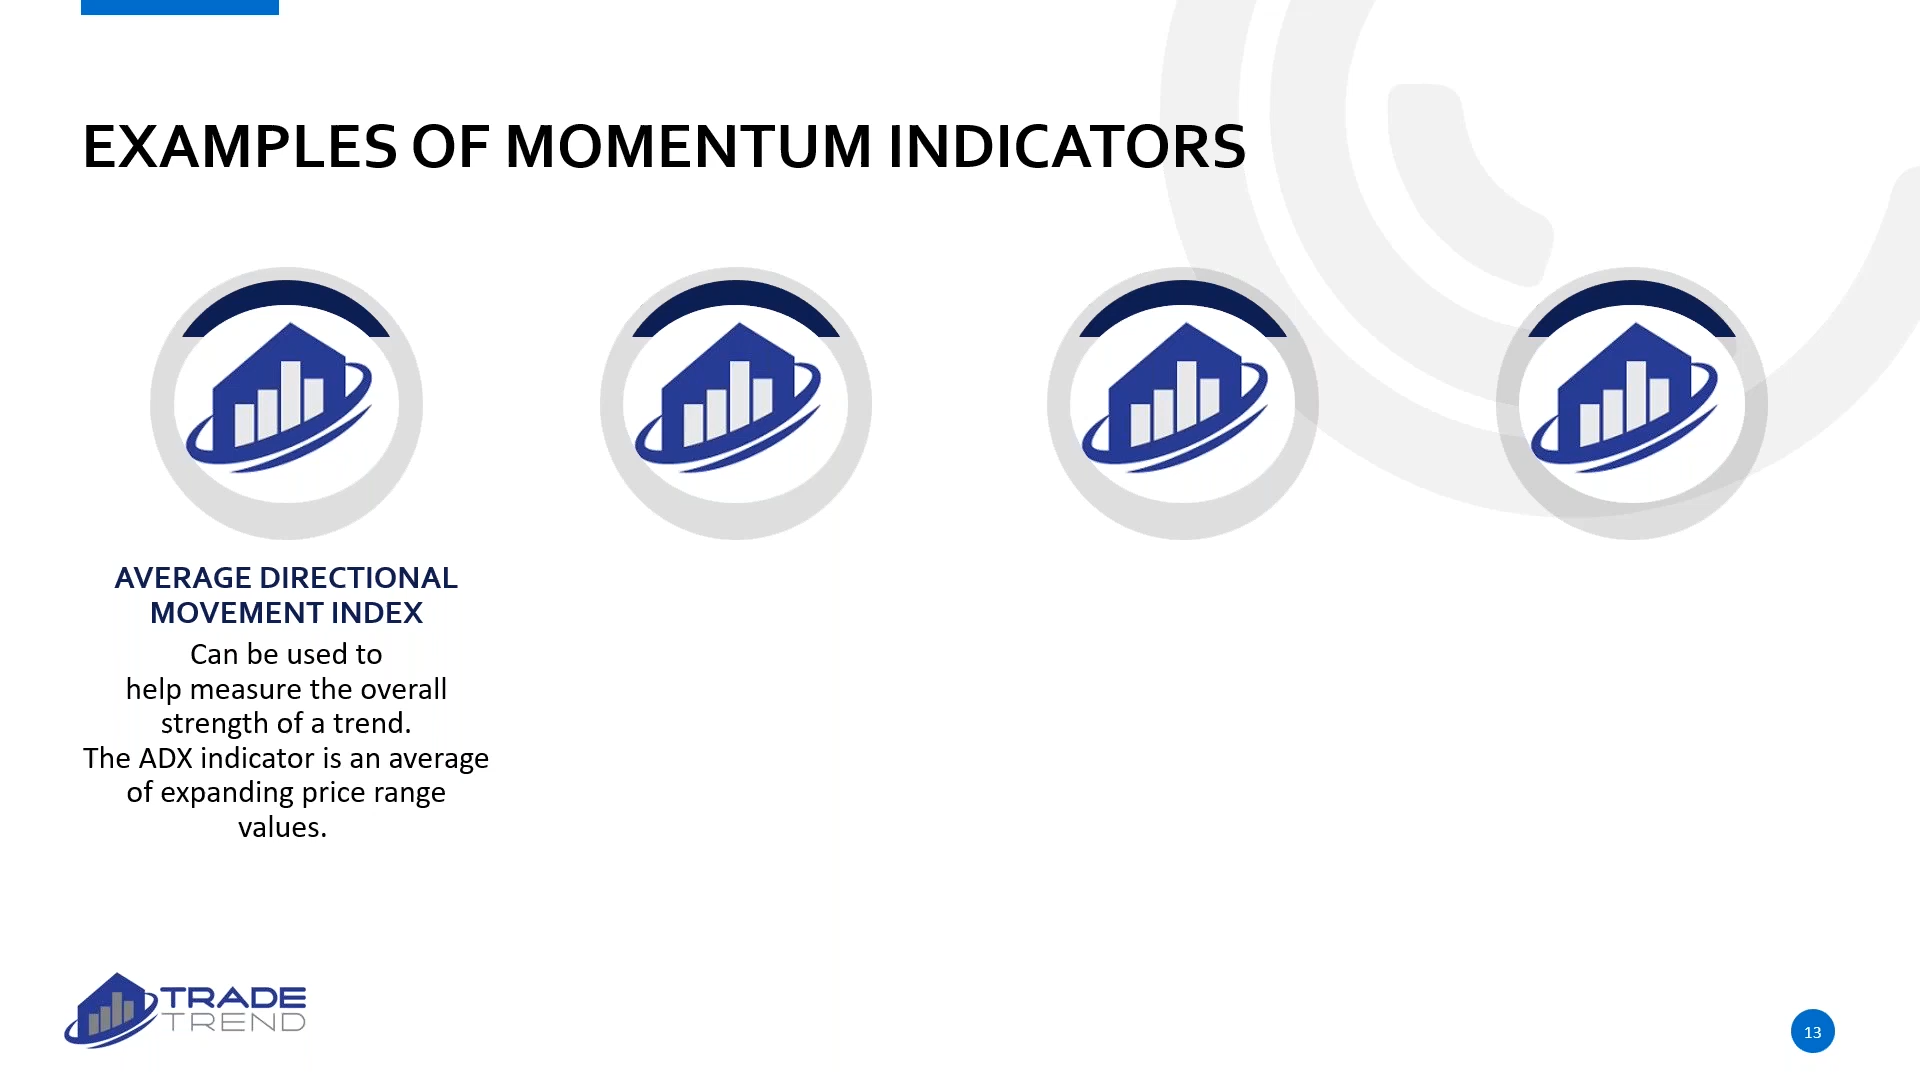 EXAMPLES OF MOMENTUM INDICATORS
AVERAGE DIRECTIONAL
MOVEMENT INDEX
Can be used to
help measure the overall
strength of a trend.
The ADX indicator is an average
of expanding price range
values.
TRADE
TREND
13